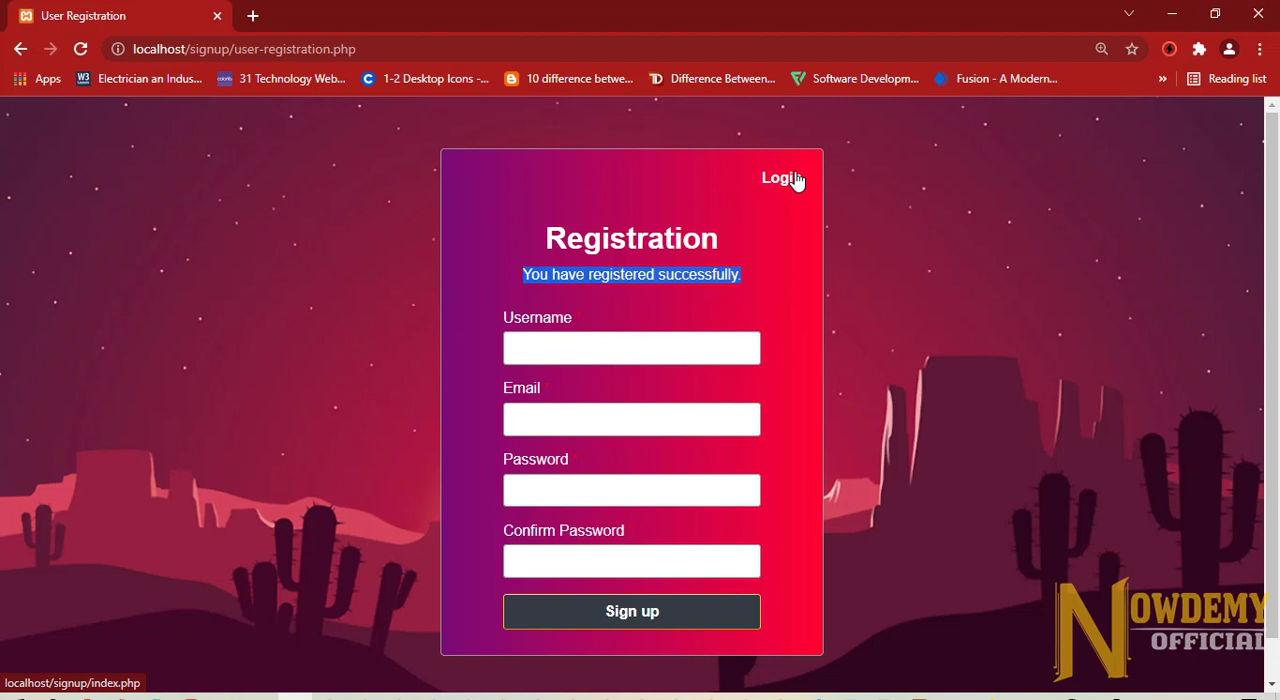 User Registration
localhost/signup/user-registration.php
Apps
Electrician an Indus...
31 Technology Web...
1-2 Desktop Icons -...
10 difference betwe...
Difference Between...
Software Developm...
Fusion - A Modern...
»
Reading list
Login
Registration
You have registered successfully.
Username
Email
Password
Confirm Password
Sign up
NOWDEMY
OFFICIAL
localhost/signup/index.php